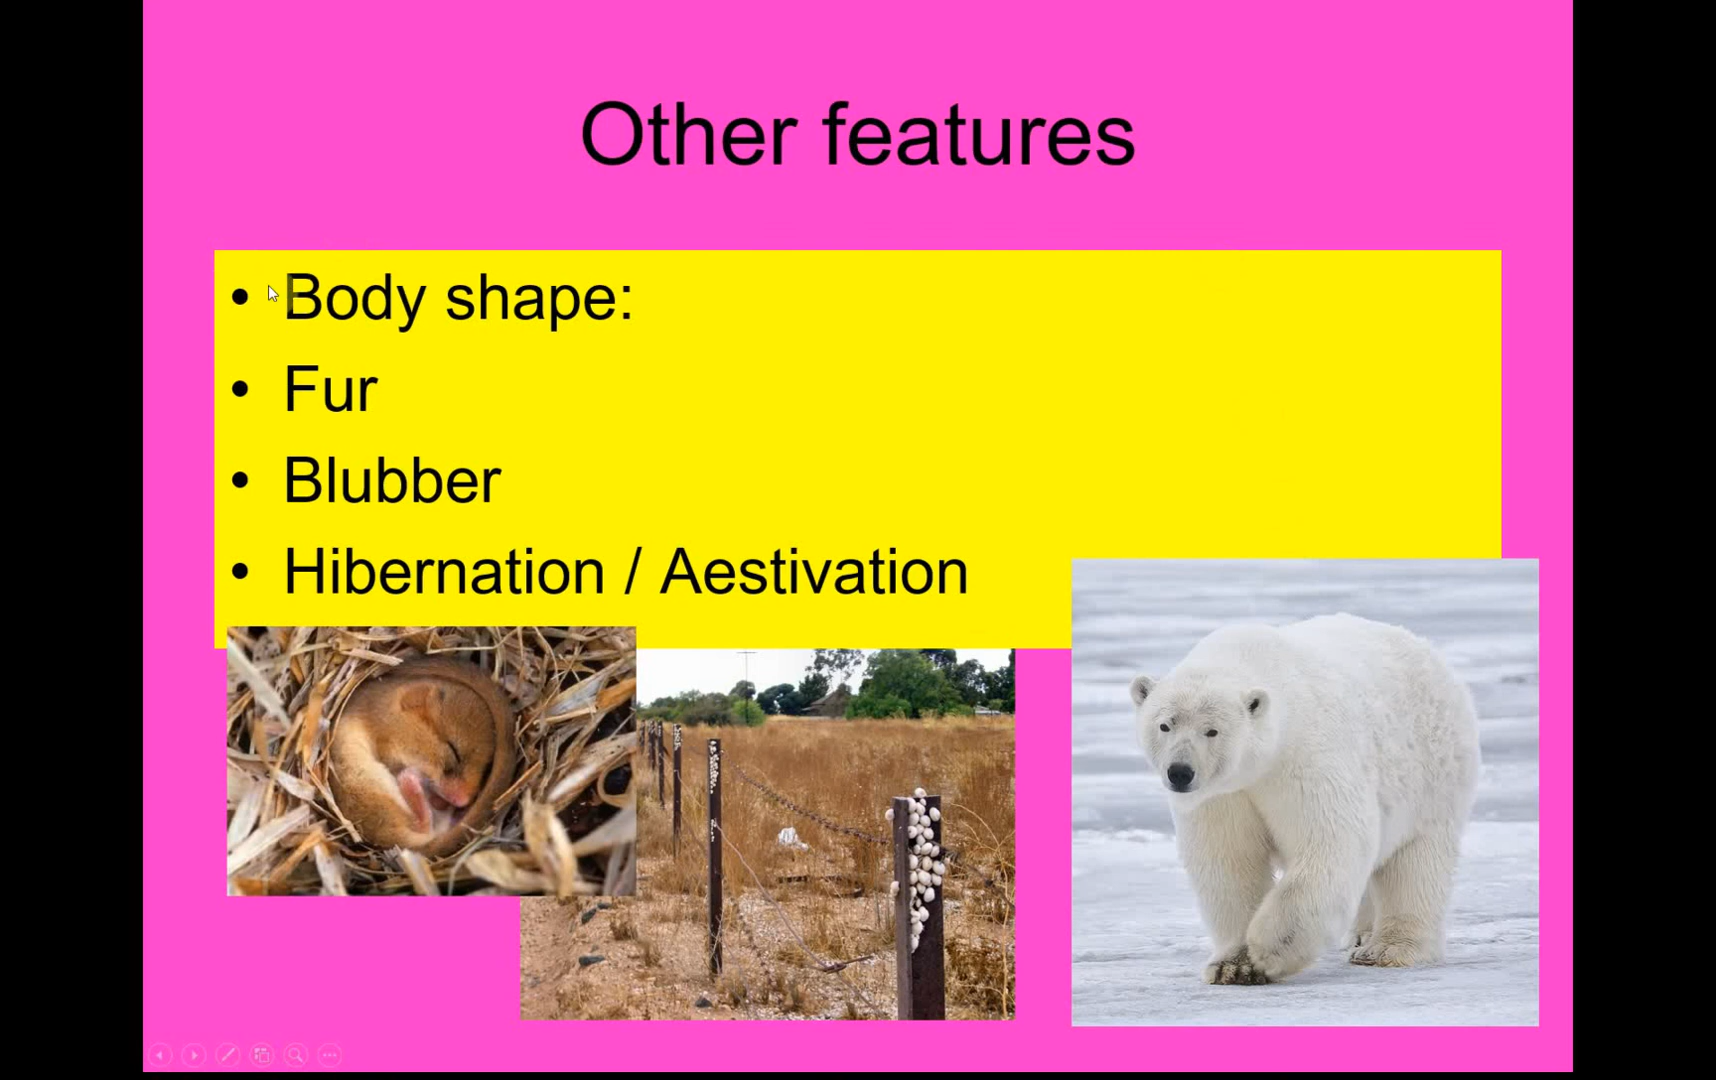 Other features
• Body shape:
• Fur
• Blubber
• Hibernation / Aestivation